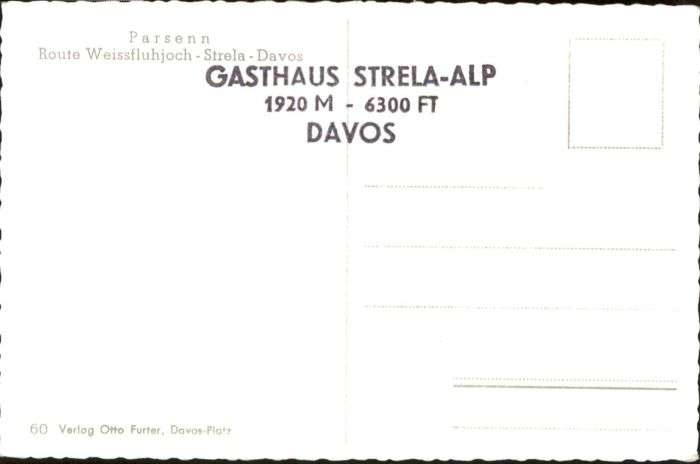 Parsenn
Route Weissfluhjoch - Strela - Davos
GASTHAUS STRELA-ALP
1920 M - 6300 FT
DAVOS
60 Verlag Otto Furter, Davos-Platz